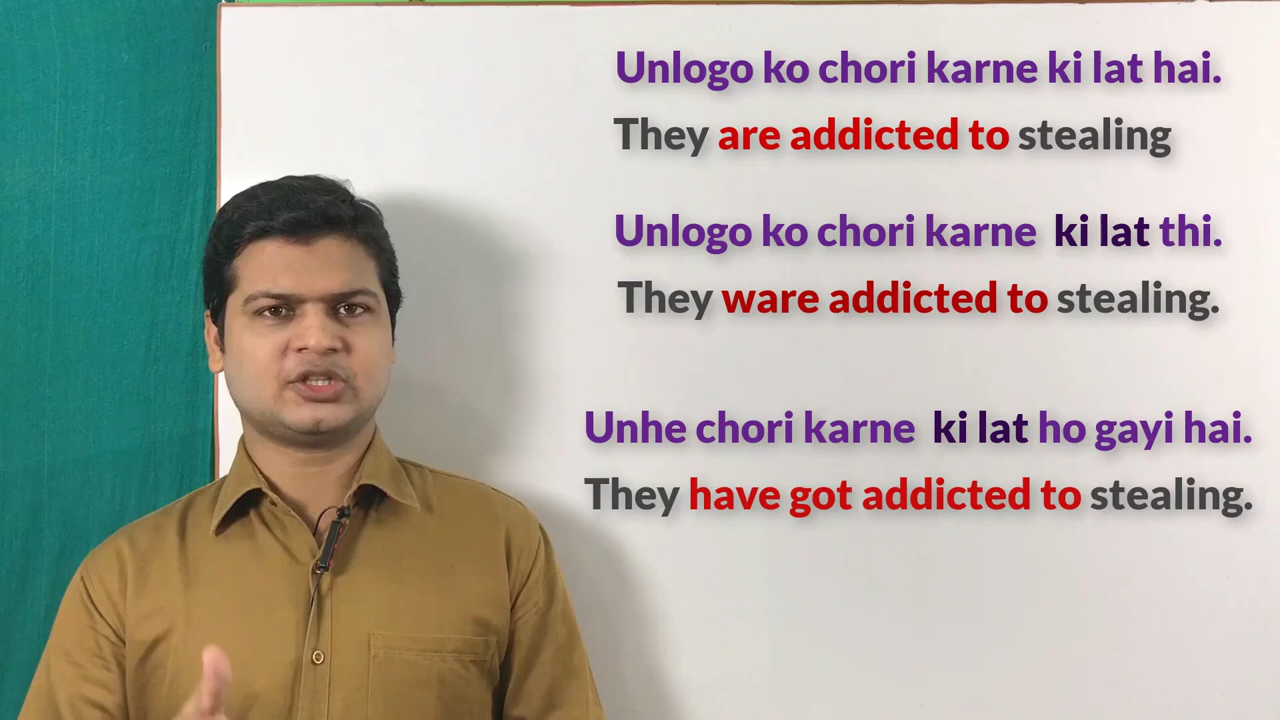 Unlogo ko chori karne ki lat hai.
They are addicted to stealing
Unlogo ko chori karne ki lat thi.
They ware addicted to stealing.
Unhe chori karne ki lat ho gayi hai.
They have got addicted to stealing.